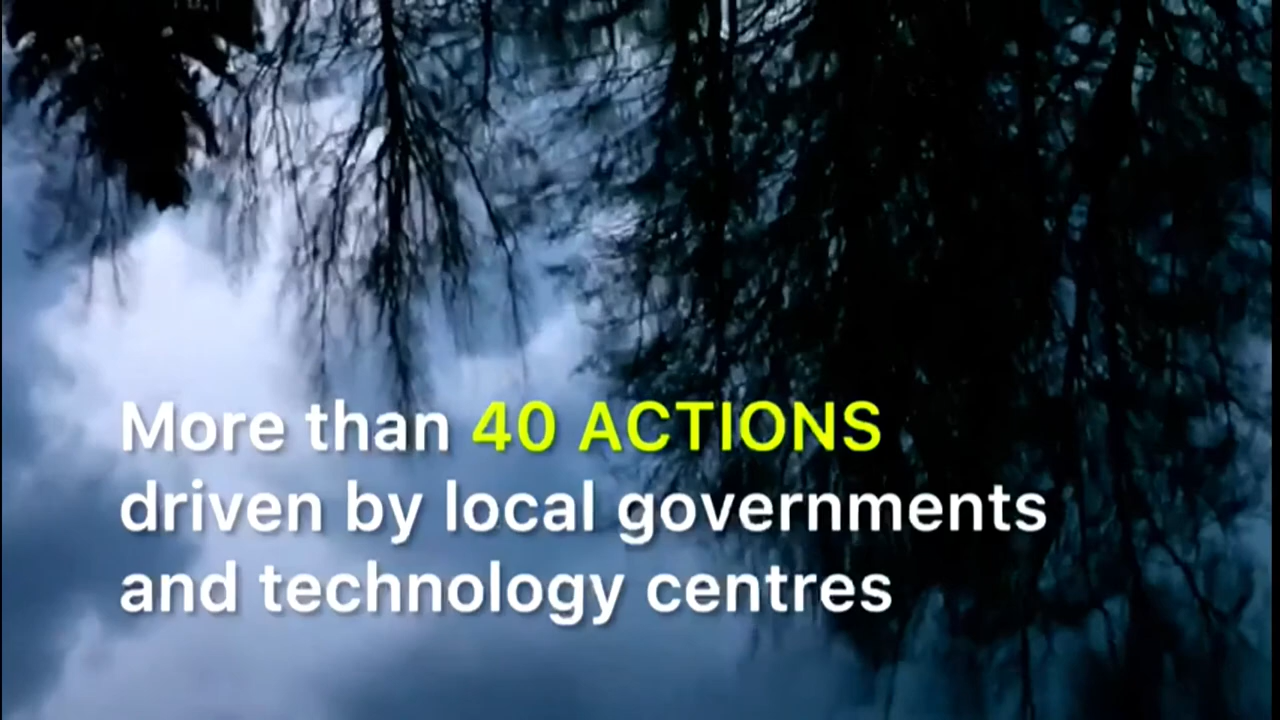 More than 40 ACTIONS
driven by local governments
and technology centres